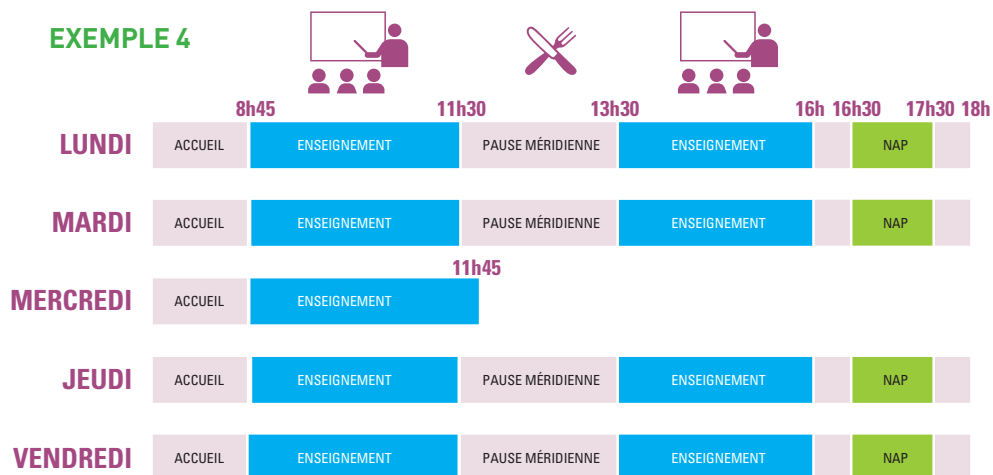 EXEMPLE 4
8h45 11h30 13h30 16h 16h30 17h30 18h
LUNDI ACCUEIL ENSEIGNEMENT PAUSE MÉRIDIENNE ENSEIGNEMENT NAP
MARDI ACCUEIL ENSEIGNEMENT PAUSE MÉRIDIENNE ENSEIGNEMENT NAP
11h45
MERCREDI ACCUEIL ENSEIGNEMENT
JEUDI ACCUEIL ENSEIGNEMENT PAUSE MÉRIDIENNE ENSEIGNEMENT NAP
VENDREDI ACCUEIL ENSEIGNEMENT PAUSE MÉRIDIENNE ENSEIGNEMENT NAP